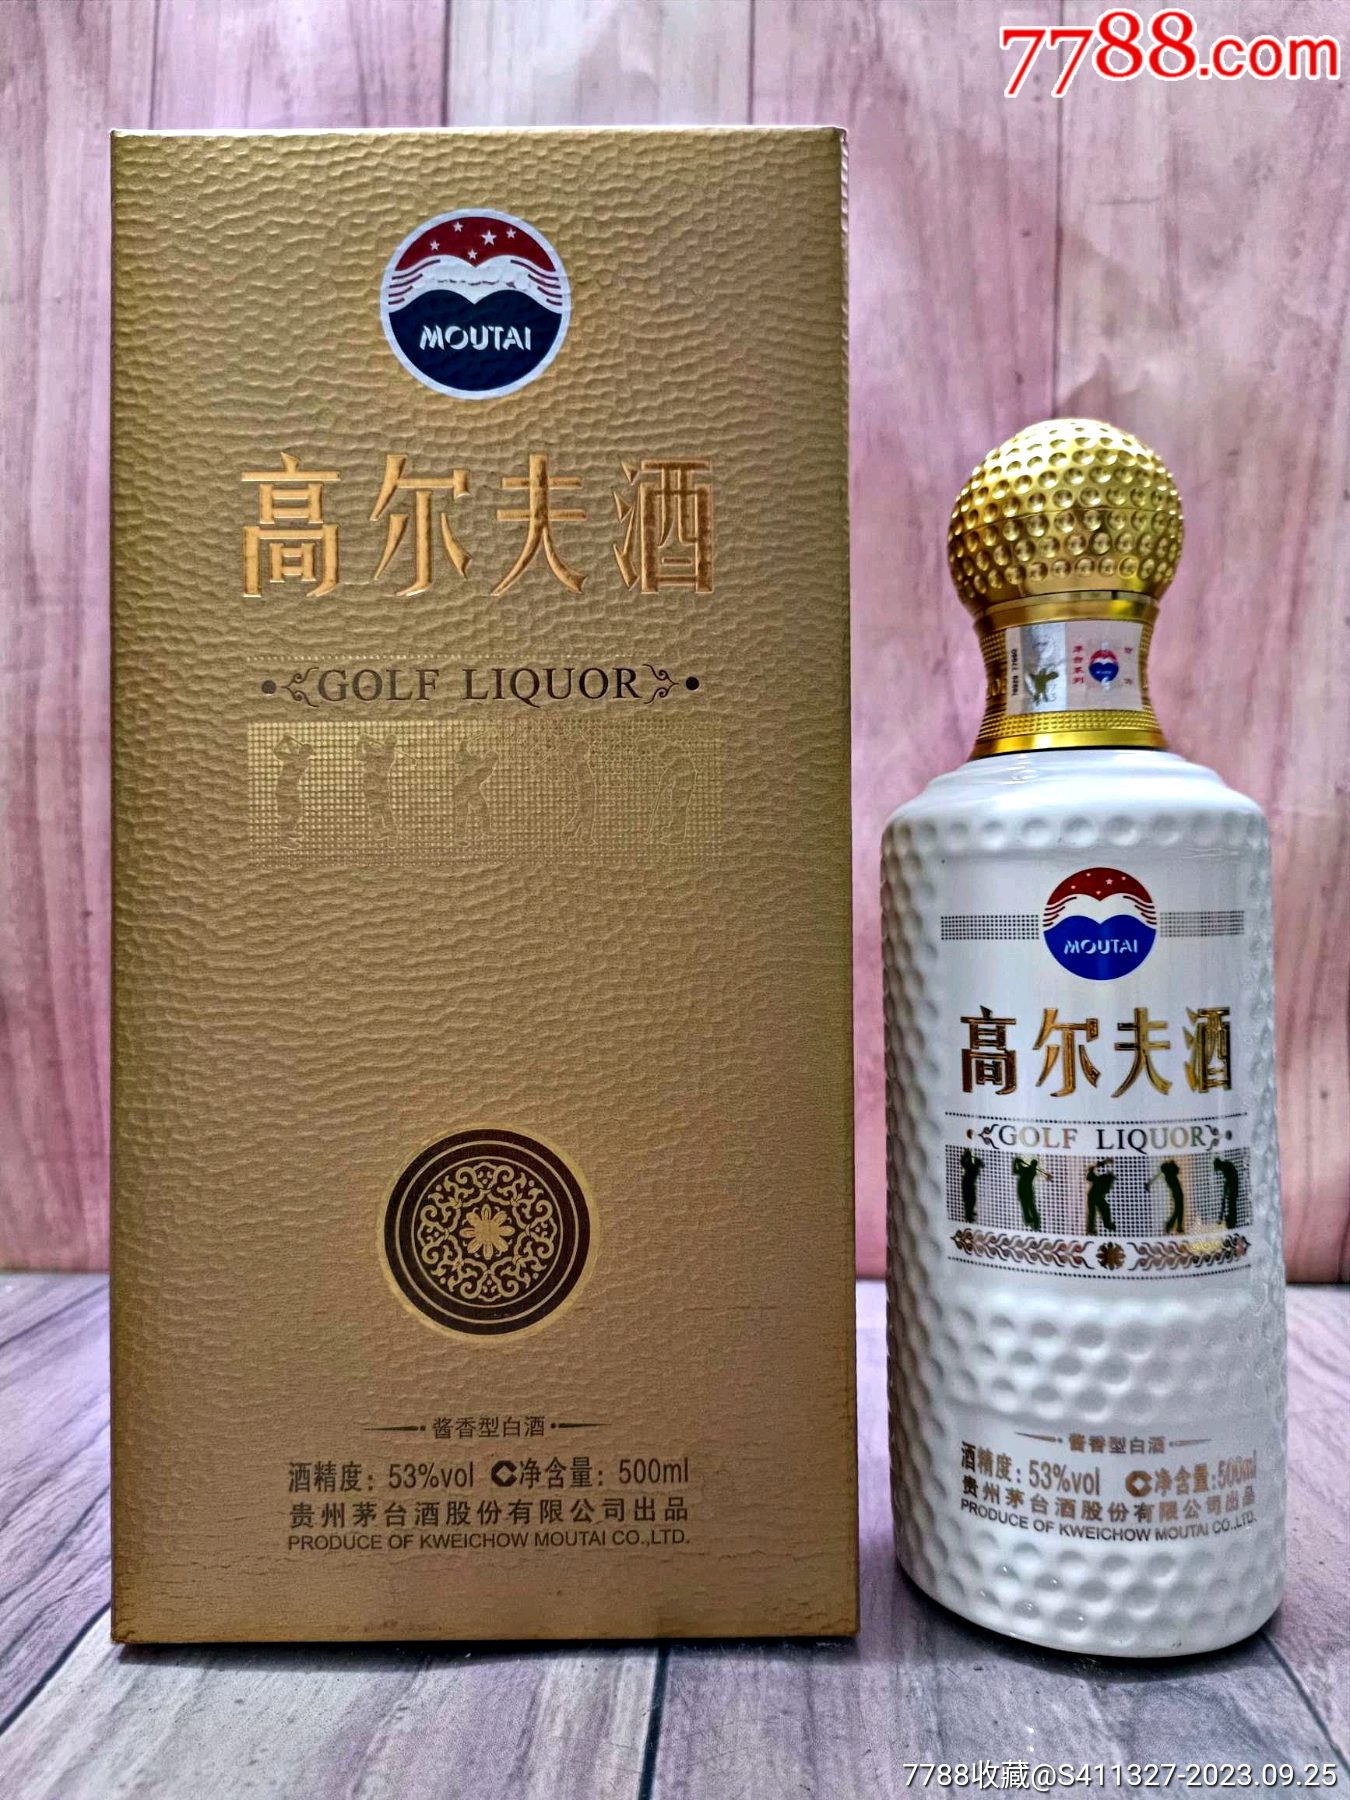 7788.com
MOUTAI
高尔夫酒
GOLF LIQUOR
酱香型白酒
酒精度：53%vol 净含量：500ml
贵州茅台酒股份有限公司出品
PRODUCE OF KWEICHOW MOUTAI CO.,LTD.
MOUTAI
高尔夫酒
GOLF LIQUOR
酱香型白酒
酒精度：53%vol 净含量：500ml
贵州茅台酒股份有限公司出品
PRODUCE OF KWEICHOW MOUTAI CO.,LTD.
7788收藏@S411327-2023.09.25